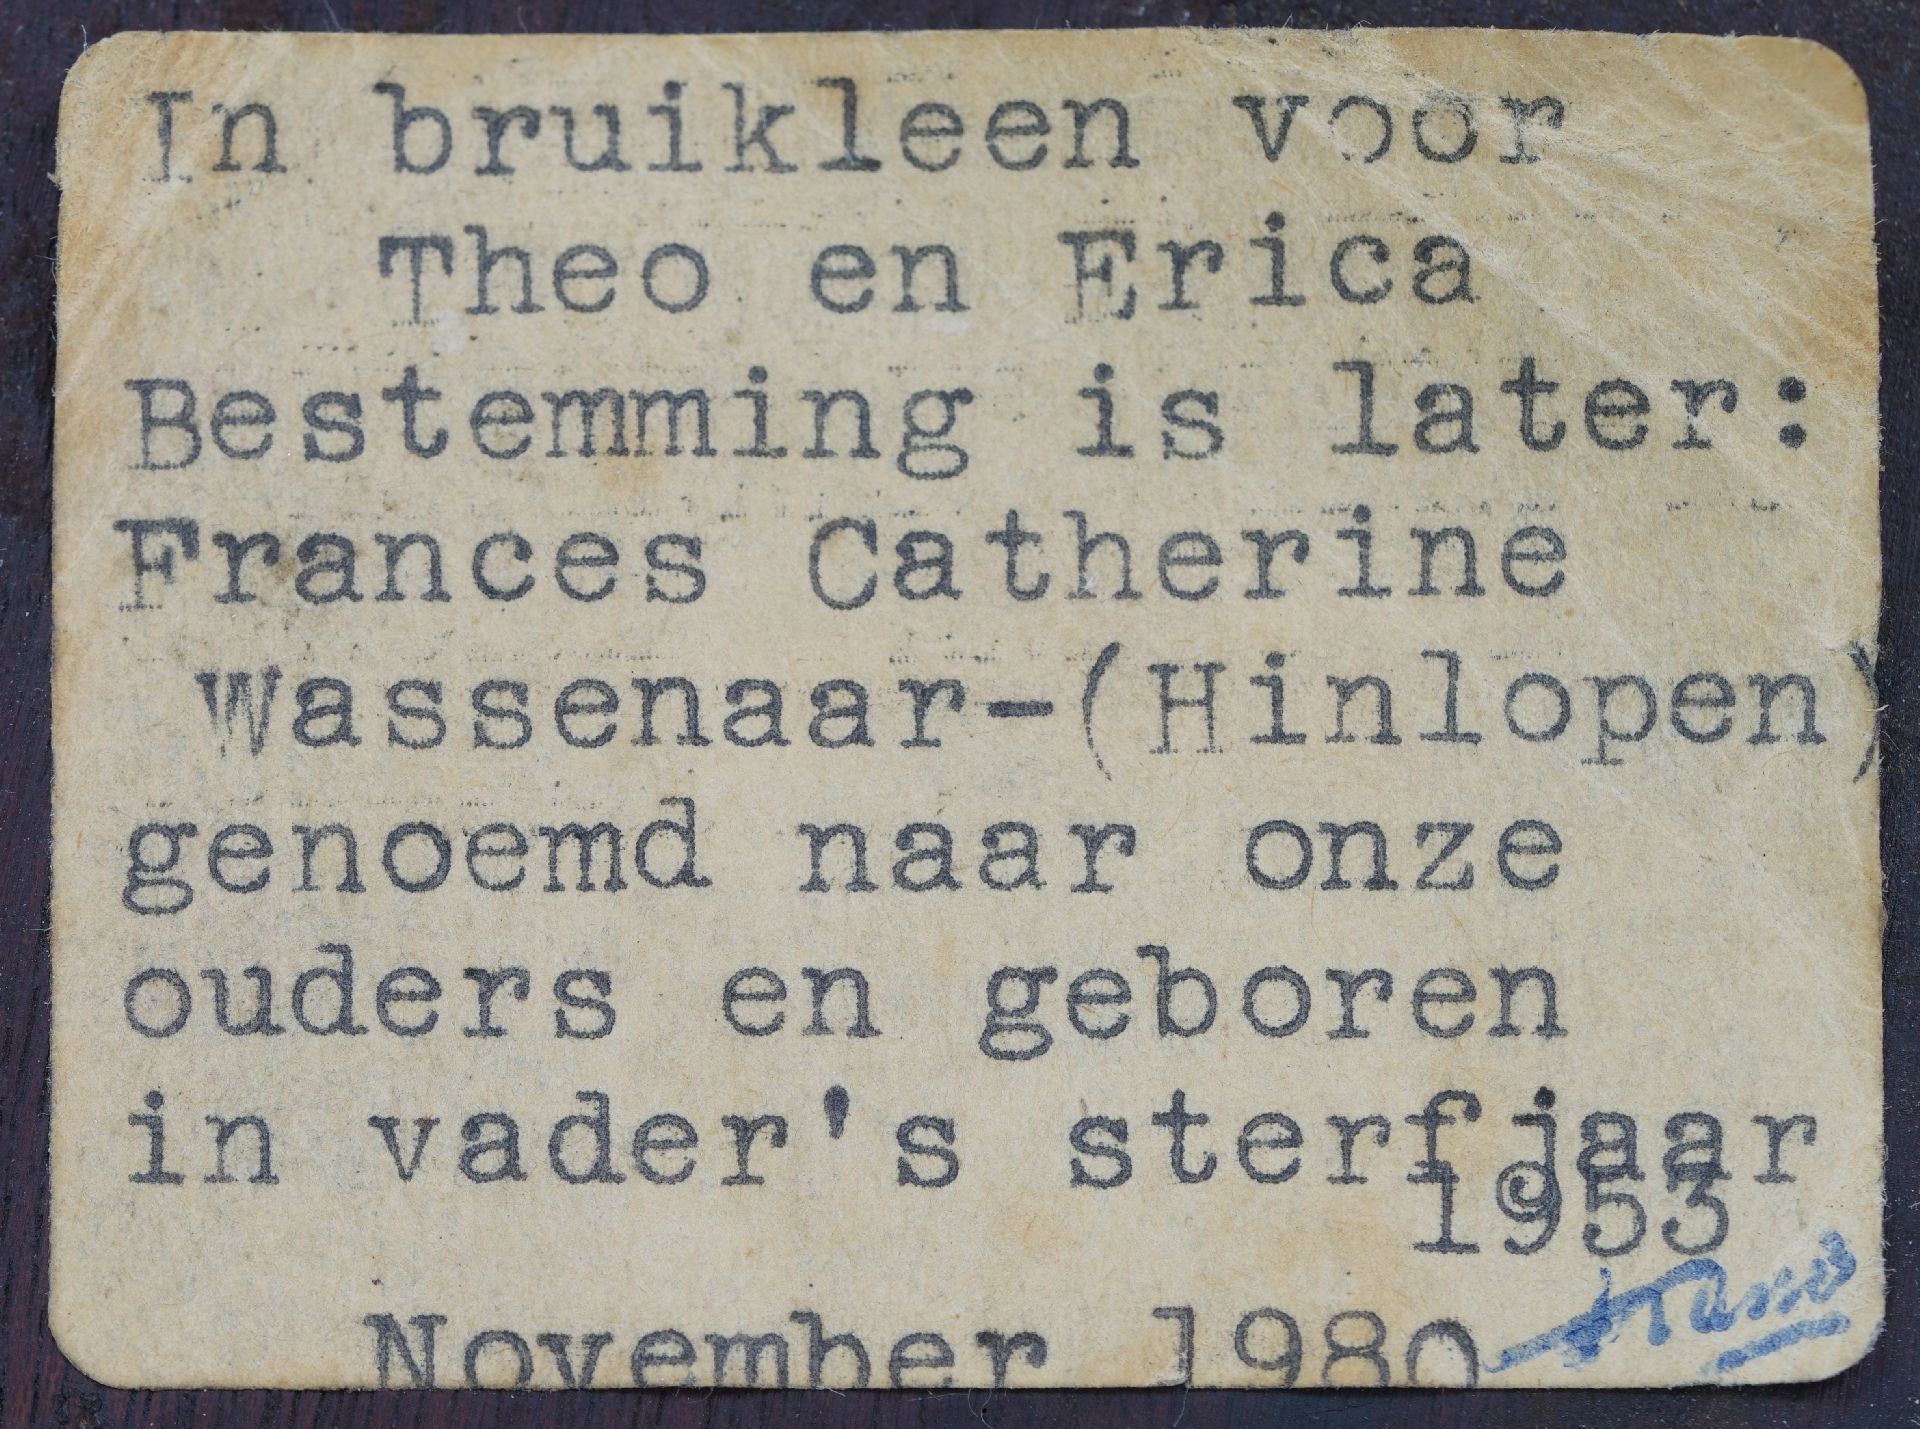 In bruikleen voor
Theo en Erica
Bestemming is later:
Frances Catherine
Wassenaar-(Hinlopen)
genoemd naar onze
ouders en geboren
in vader's sterfjaar
1953
November 1980